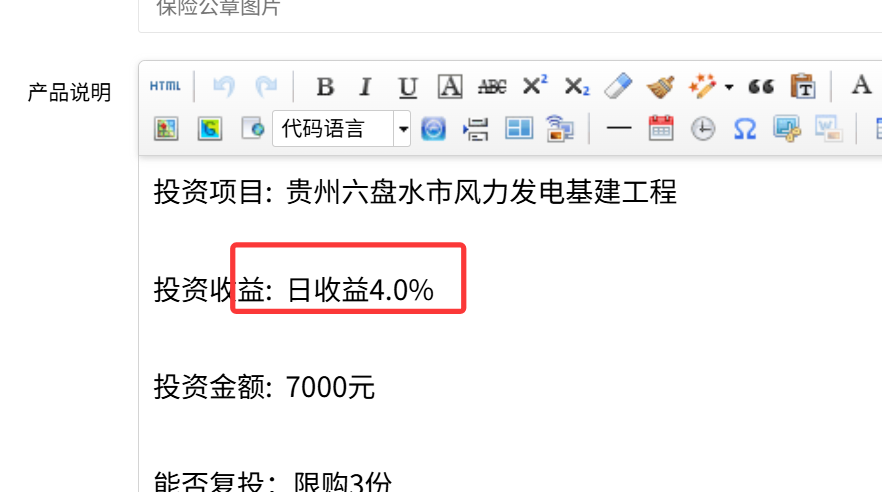 保险公章图片
产品说明
HTML
B I U A ABC X² X₂ T A
代码语言
投资项目: 贵州六盘水市风力发电基建工程
投资收益: 日收益4.0%
投资金额: 7000元
能否复投：限购3份